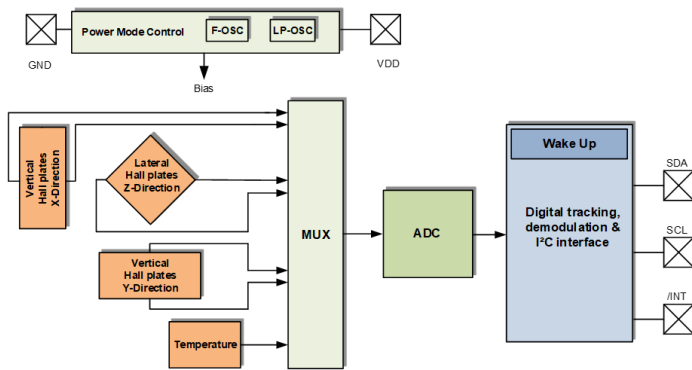 Power Mode Control
F-OSC
LP-OSC
GND
VDD
Bias
Vertical
Hall plates
X-Direction
Lateral
Hall plates
Z-Direction
Vertical
Hall plates
Y-Direction
Temperature
MUX
ADC
Wake Up
Digital tracking,
demodulation &
I²C interface
SDA
SCL
/INT